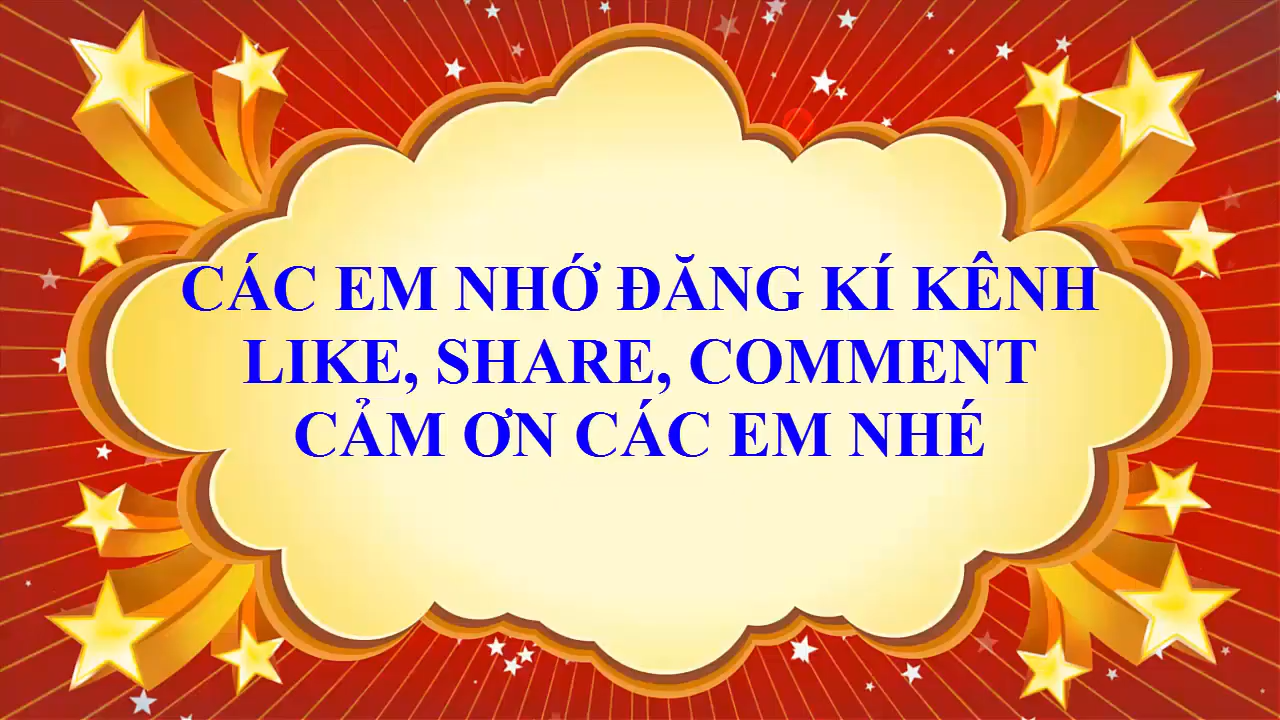 CÁC EM NHỚ ĐĂNG KÍ KÊNH
LIKE, SHARE, COMMENT
CẢM ƠN CÁC EM NHÉ